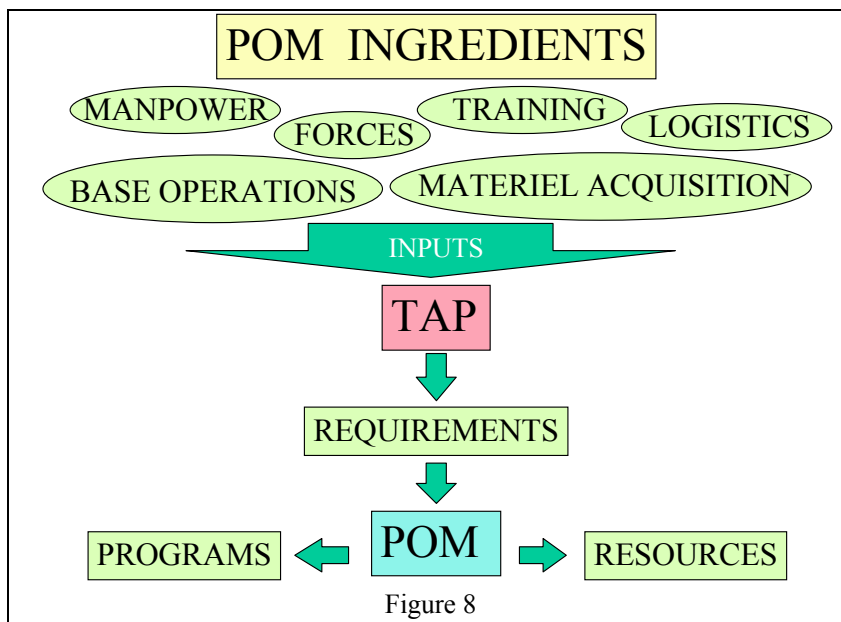 POM INGREDIENTS
MANPOWER
FORCES
TRAINING
LOGISTICS
BASE OPERATIONS
MATERIEL ACQUISITION
INPUTS
TAP
REQUIREMENTS
PROGRAMS
POM
RESOURCES
Figure 8